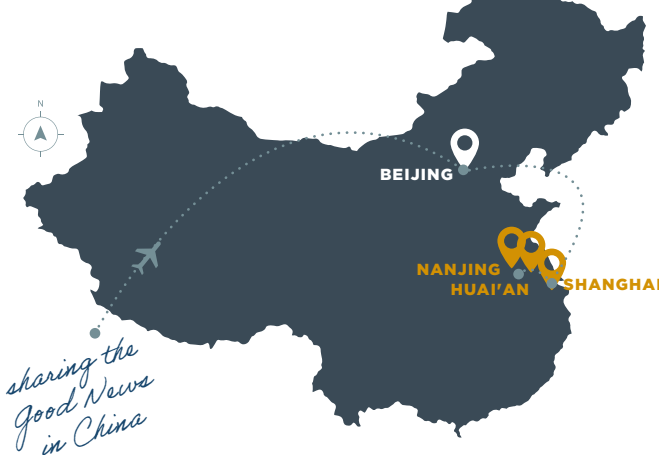 N
BEIJING
NANJING
HUAI'AN
SHANGHAI
sharing the
Good News
in China